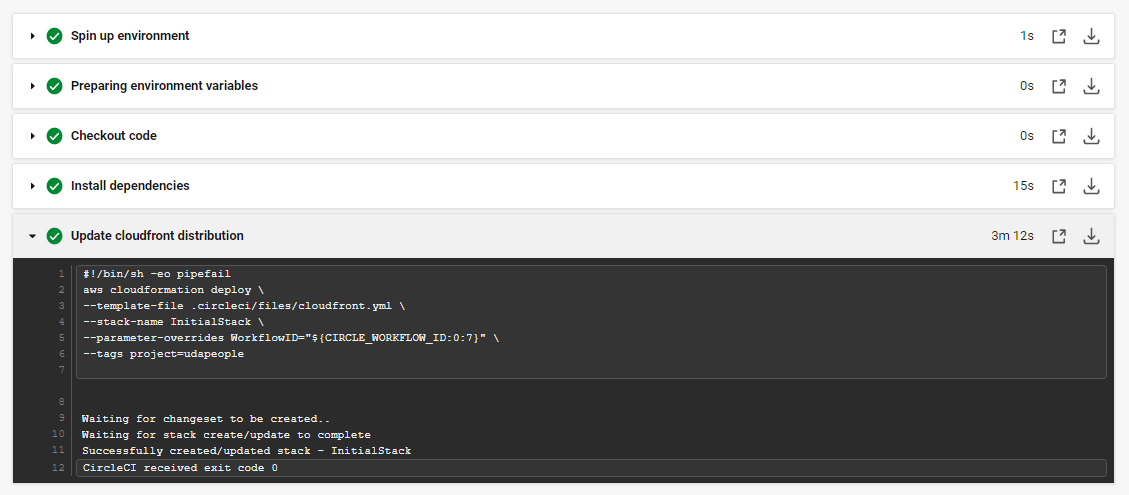 Spin up environment 1s
Preparing environment variables 0s
Checkout code 0s
Install dependencies 15s
Update cloudfront distribution 3m 12s
1 #!/bin/sh -eo pipefail
2 aws cloudformation deploy \
3 --template-file .circleci/files/cloudfront.yml \
4 --stack-name InitialStack \
5 --parameter-overrides WorkflowID="${CIRCLE_WORKFLOW_ID:0:7}" \
6 --tags project=udapeople
7
8
9 Waiting for changeset to be created..
10 Waiting for stack create/update to complete
11 Successfully created/updated stack - InitialStack
12 CircleCI received exit code 0